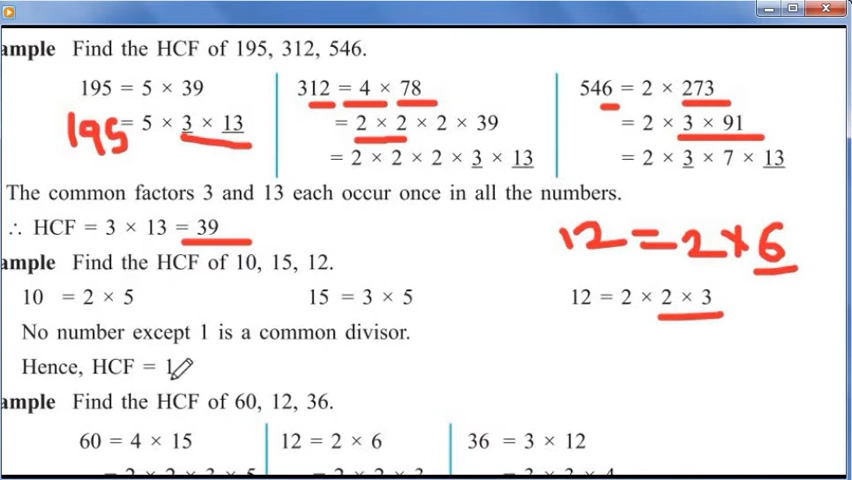 ample Find the HCF of 195, 312, 546.
195 = 5 × 39
= 5 × 3 × 13
195
312 = 4 × 78
= 2 × 2 × 2 × 39
= 2 × 2 × 2 × 3 × 13
546 = 2 × 273
= 2 × 3 × 91
= 2 × 3 × 7 × 13
The common factors 3 and 13 each occur once in all the numbers.
∴ HCF = 3 × 13 = 39
12 = 2 × 6
ample Find the HCF of 10, 15, 12.
10 = 2 × 5
15 = 3 × 5
12 = 2 × 2 × 3
No number except 1 is a common divisor.
Hence, HCF = 1
ample Find the HCF of 60, 12, 36.
60 = 4 × 15
12 = 2 × 6
36 = 3 × 12